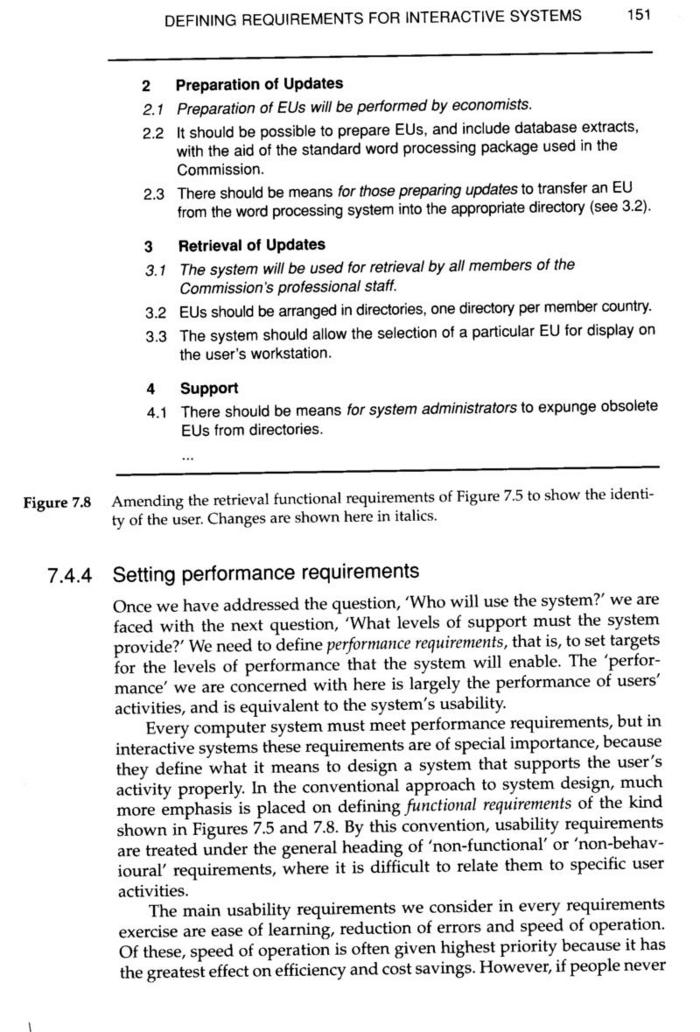 DEFINING REQUIREMENTS FOR INTERACTIVE SYSTEMS 151
2 Preparation of Updates
2.1 Preparation of EUs will be performed by economists.
2.2 It should be possible to prepare EUs, and include database extracts,
with the aid of the standard word processing package used in the
Commission.
2.3 There should be means for those preparing updates to transfer an EU
from the word processing system into the appropriate directory (see 3.2).
3 Retrieval of Updates
3.1 The system will be used for retrieval by all members of the
Commission's professional staff.
3.2 EUs should be arranged in directories, one directory per member country.
3.3 The system should allow the selection of a particular EU for display on
the user's workstation.
4 Support
4.1 There should be means for system administrators to expunge obsolete
EUs from directories.
...
Figure 7.8 Amending the retrieval functional requirements of Figure 7.5 to show the identi-
ty of the user. Changes are shown here in italics.
7.4.4 Setting performance requirements
Once we have addressed the question, 'Who will use the system?' we are
faced with the next question, 'What levels of support must the system
provide?' We need to define performance requirements, that is, to set targets
for the levels of performance that the system will enable. The 'perfor-
mance' we are concerned with here is largely the performance of users'
activities, and is equivalent to the system's usability.
Every computer system must meet performance requirements, but in
interactive systems these requirements are of special importance, because
they define what it means to design a system that supports the user's
activity properly. In the conventional approach to system design, much
more emphasis is placed on defining functional requirements of the kind
shown in Figures 7.5 and 7.8. By this convention, usability requirements
are treated under the general heading of 'non-functional' or 'non-behav-
ioural' requirements, where it is difficult to relate them to specific user
activities.
The main usability requirements we consider in every requirements
exercise are ease of learning, reduction of errors and speed of operation.
Of these, speed of operation is often given highest priority because it has
the greatest effect on efficiency and cost savings. However, if people never